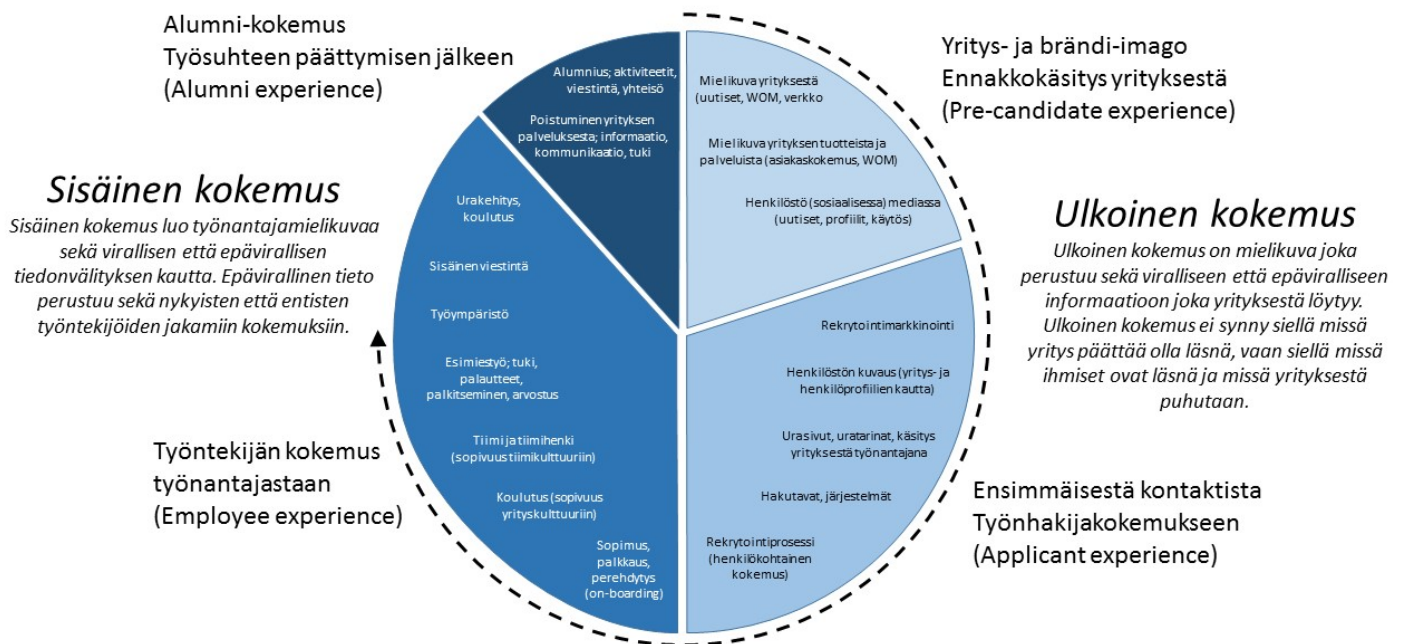 Alumni-kokemus
Työsuhteen päättymisen jälkeen
(Alumni experience)
Yritys- ja brändi-imago
Ennakkokäsitys yrityksestä
(Pre-candidate experience)
Alumnius; aktiviteetit,
viestintä, yhteisö
Poistuminen yrityksen
palveluksesta; informaatio,
kommunikaatio, tuki
Mielikuva yrityksestä
(uutiset, WOM, verkko
Mielikuva yrityksen tuotteista ja
palveluista (asiakaskokemus, WOM)
Henkilöstö (sosiaalisessa) mediassa
(uutiset, profiilit, käytös)
Sisäinen kokemus
Sisäinen kokemus luo työnantajamielikuvaa
sekä virallisen että epävirallisen
tiedonvälityksen kautta. Epävirallinen tieto
perustuu sekä nykyisten että entisten
työntekijöiden jakamiin kokemuksiin.
Ulkoinen kokemus
Ulkoinen kokemus on mielikuva joka
perustuu sekä viralliseen että epäviralliseen
informaatioon joka yrityksestä löytyy.
Ulkoinen kokemus ei synny siellä missä
yritys päättää olla läsnä, vaan siellä missä
ihmiset ovat läsnä ja missä yrityksestä
puhutaan.
Urakehitys,
koulutus
Sisäinen viestintä
Työympäristö
Esimiestyö; tuki,
palautteet,
palkitseminen, arvostus
Tiimi ja tiimihenki
(sopivuus tiimikulttuuriin)
Koulutus (sopivuus
yrityskulttuuriin)
Sopimus,
palkkaus,
perehdytys
(on-boarding)
Rekrytointimarkkinointi
Henkilöstön kuvaus (yritys- ja
henkilöprofiilien kautta)
Urasivut, uratarinat, käsitys
yrityksestä työnantajana
Hakutavat, järjestelmät
Rekrytointiprosessi
(henkilökohtainen
kokemus)
Työntekijän kokemus
työnantajastaan
(Employee experience)
Ensimmäisestä kontaktista
Työnhakijakokemukseen
(Applicant experience)